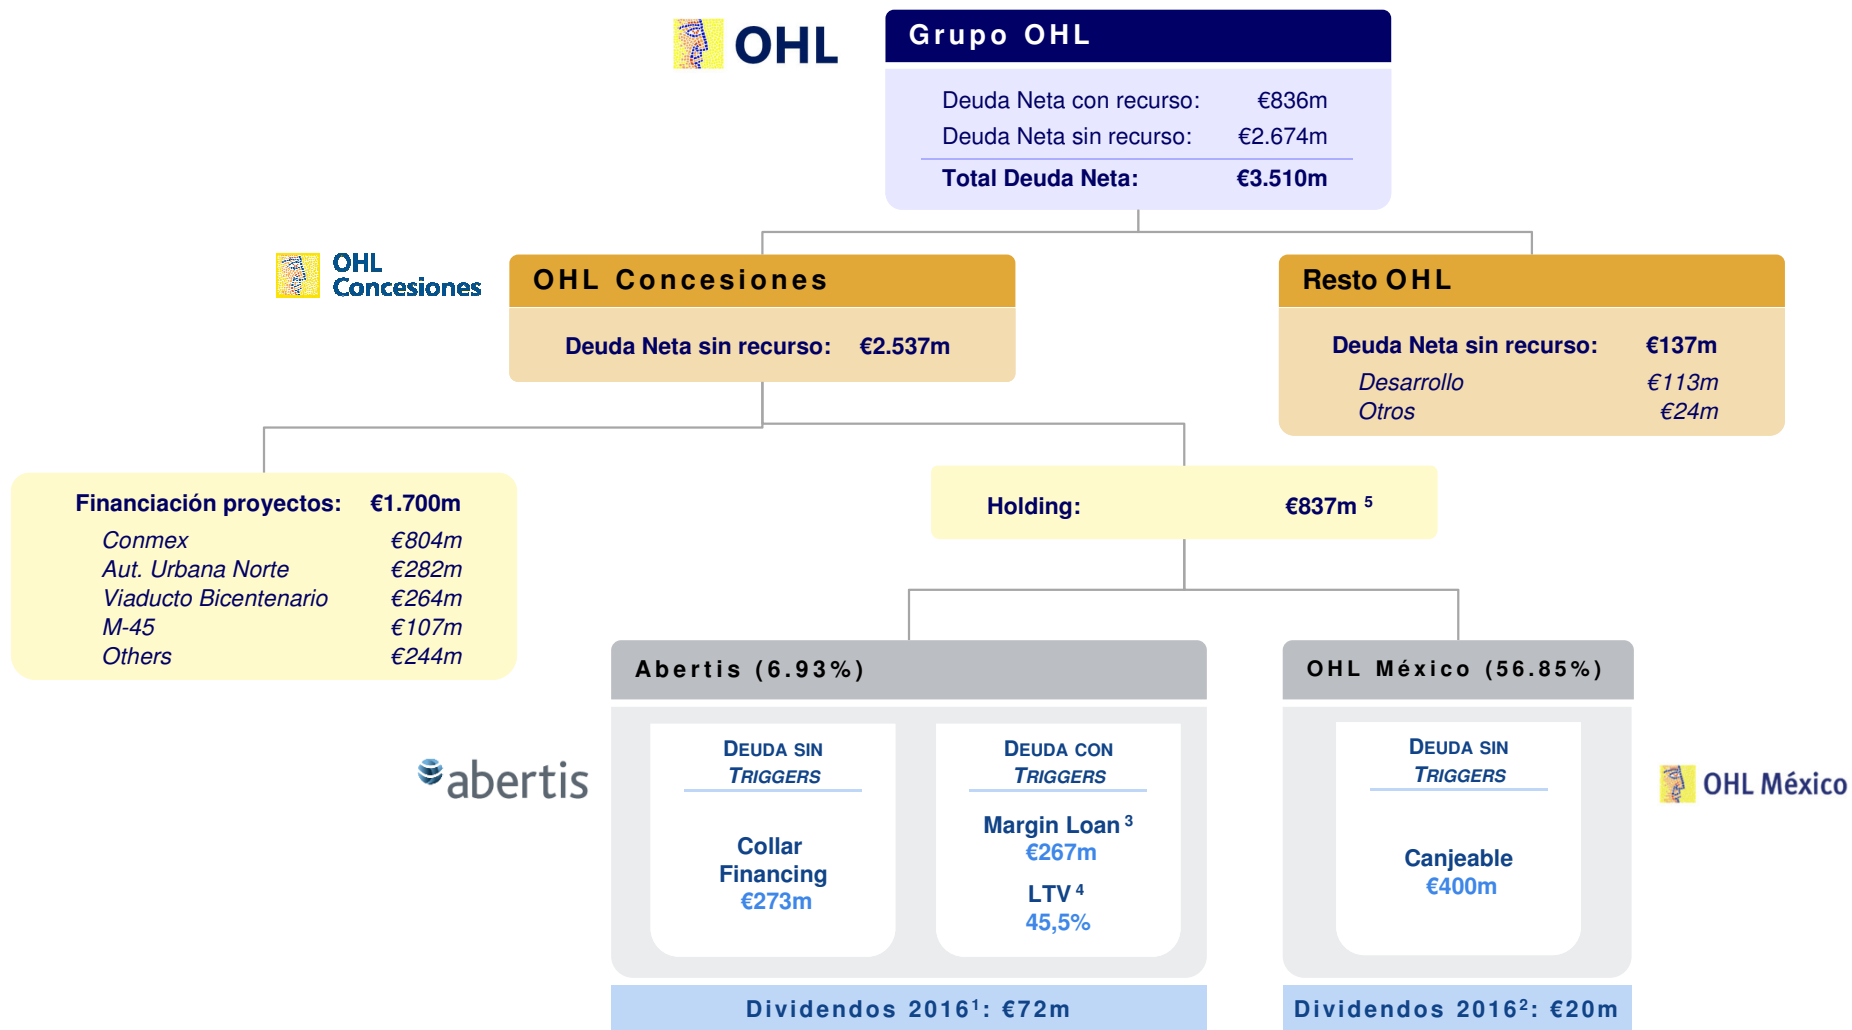 OHL
Grupo OHL
Deuda Neta con recurso: €836m
Deuda Neta sin recurso: €2.674m
Total Deuda Neta: €3.510m
OHL
Concesiones
OHL Concesiones
Deuda Neta sin recurso: €2.537m
Resto OHL
Deuda Neta sin recurso: €137m
Desarrollo €113m
Otros €24m
Financiación proyectos: €1.700m
Conmex €804m
Aut. Urbana Norte €282m
Viaducto Bicentenario €264m
M-45 €107m
Others €244m
Holding: €837m ⁵
Abertis (6.93%)
DEUDA SIN
TRIGGERS
Collar
Financing
€273m
DEUDA CON
TRIGGERS
Margin Loan ³
€267m
LTV ⁴
45,5%
abertis
Dividendos 2016¹: €72m
OHL México (56.85%)
DEUDA SIN
TRIGGERS
Canjeable
€400m
OHL México
Dividendos 2016²: €20m